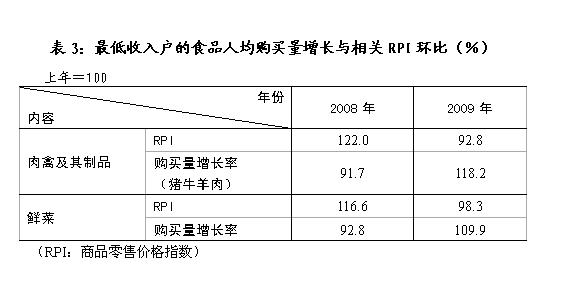 表 3：最低收入户的食品人均购买量增长与相关 RPI 环比（%）
上年＝100
年份
内容
2008 年
2009 年
肉禽及其制品
RPI
122.0
92.8
购买量增长率
（猪牛羊肉）
91.7
118.2
鲜菜
RPI
116.6
98.3
购买量增长率
92.8
109.9
（RPI：商品零售价格指数）